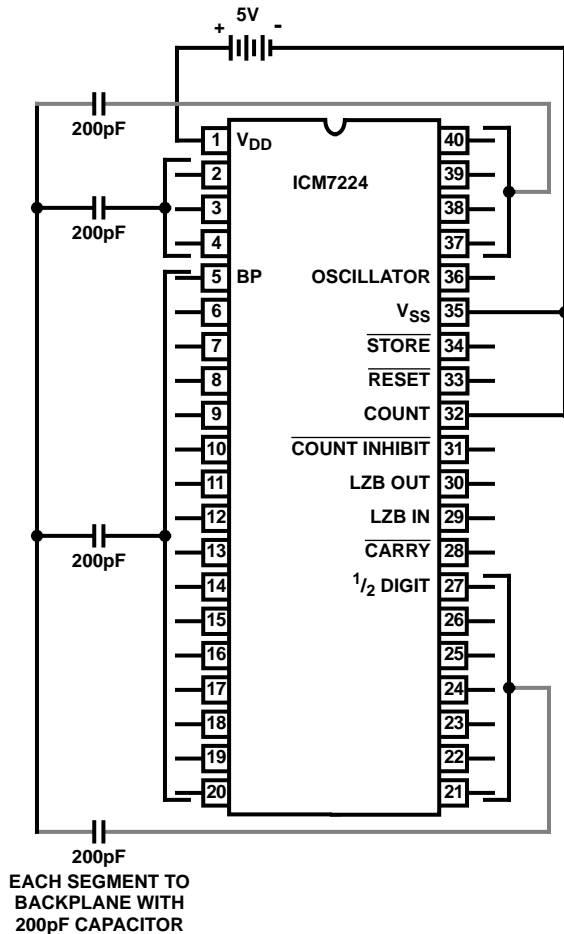 5V
+ -
200pF
1 V_DD
40
2
39
ICM7224
3
38
200pF
4
37
5 BP
OSCILLATOR 36
6
V_SS 35
7
STORE 34
8
RESET 33
9
COUNT 32
10
COUNT INHIBIT 31
11
LZB OUT 30
12
LZB IN 29
200pF
13
CARRY 28
14
1/2 DIGIT 27
15
26
16
25
17
24
18
23
19
22
20
21
200pF
EACH SEGMENT TO
BACKPLANE WITH
200pF CAPACITOR